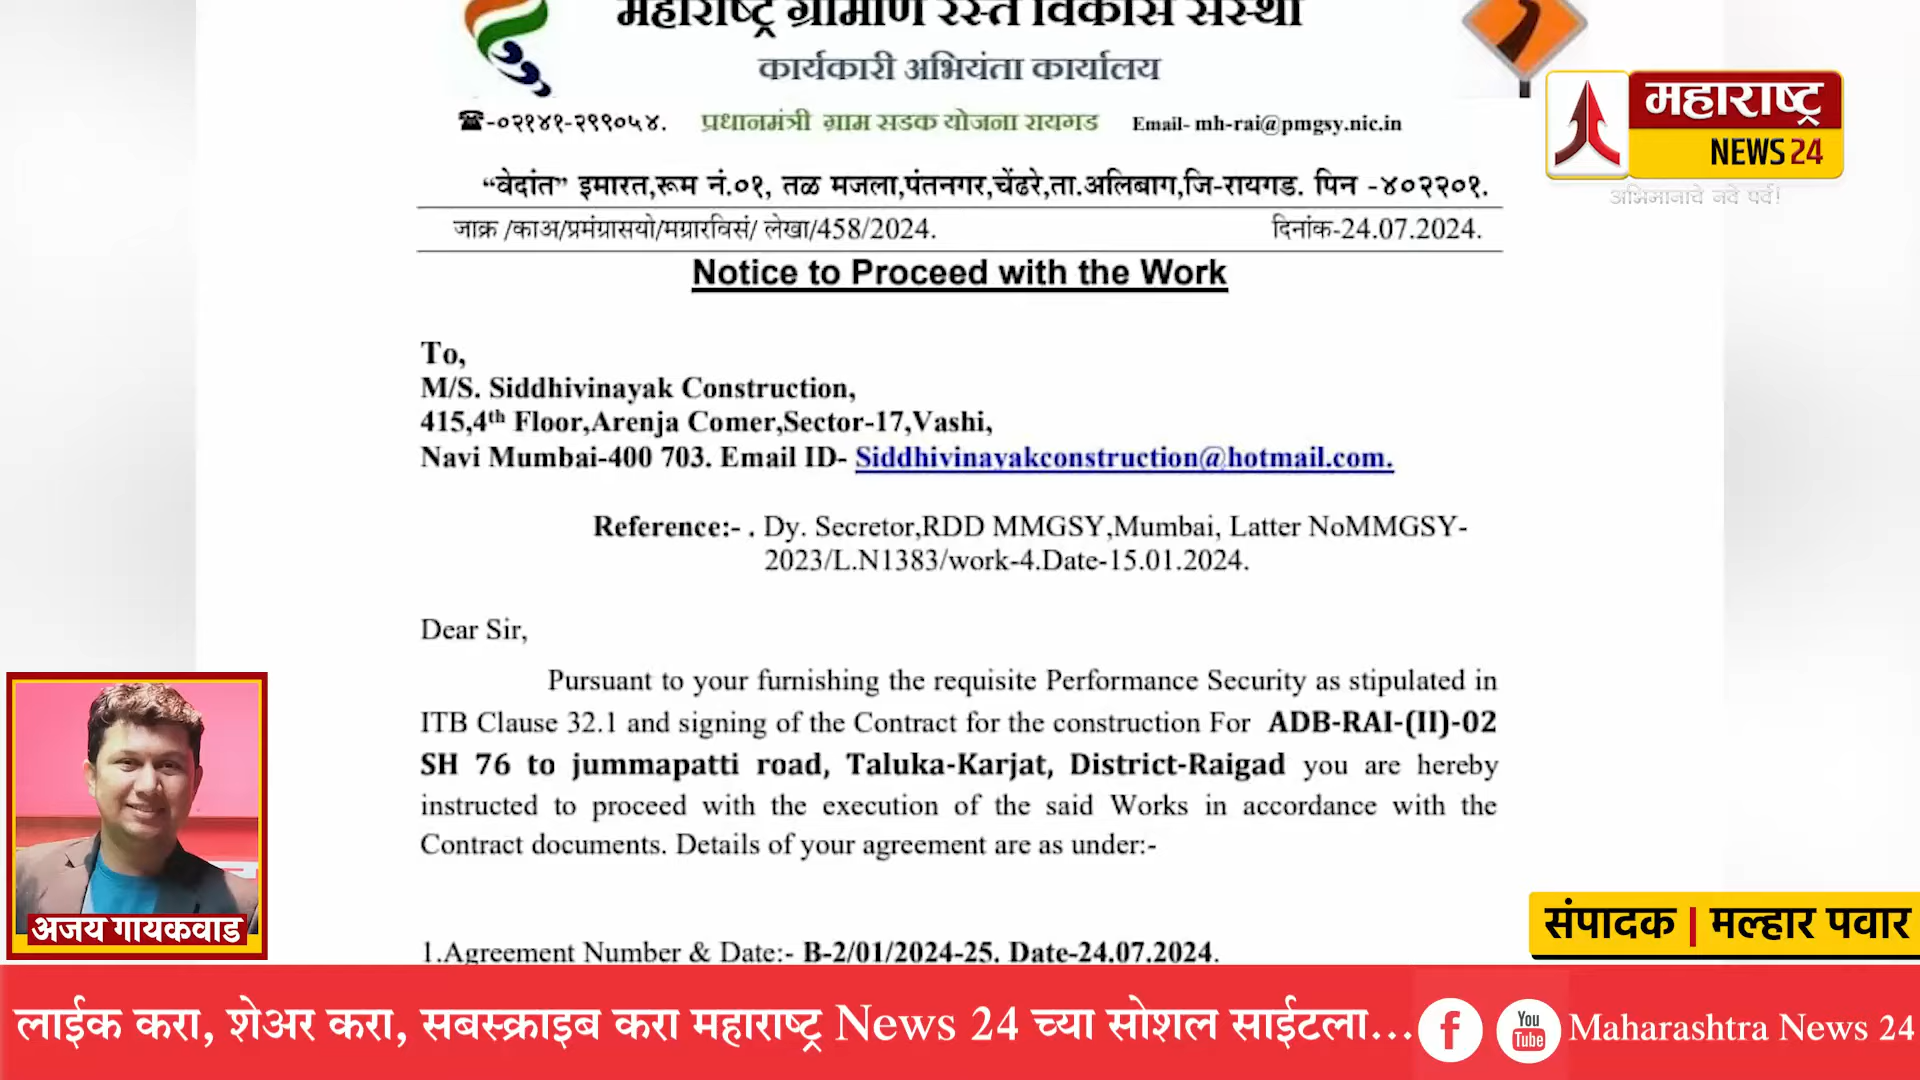 महाराष्ट्र ग्रामीण रस्ते विकास संस्था
कार्यकारी अभियंता कार्यालय
☎-०२१४१-२९९०५४. प्रधानमंत्री ग्राम सडक योजना रायगड Email- mh-rai@pmgsy.nic.in
“वेदांत” इमारत,रूम नं.०१, तळ मजला,पंतनगर,चेंढरे,ता.अलिबाग,जि-रायगड. पिन -४०२२०१.
जाक्र /काअ/प्रमंग्रासयो/मग्रारविसं/ लेखा/458/2024. दिनांक-24.07.2024.
Notice to Proceed with the Work
महाराष्ट्र
NEWS 24
अभिमानाचे नवे पर्व!
To,
M/S. Siddhivinayak Construction,
415,4th Floor,Arenja Comer,Sector-17,Vashi,
Navi Mumbai-400 703. Email ID- Siddhivinayakconstruction@hotmail.com.
Reference:- . Dy. Secretor,RDD MMGSY,Mumbai, Latter NoMMGSY-
2023/L.N1383/work-4.Date-15.01.2024.
Dear Sir,
Pursuant to your furnishing the requisite Performance Security as stipulated in
ITB Clause 32.1 and signing of the Contract for the construction For ADB-RAI-(II)-02
SH 76 to jummapatti road, Taluka-Karjat, District-Raigad you are hereby
instructed to proceed with the execution of the said Works in accordance with the
Contract documents. Details of your agreement are as under:-
1.Agreement Number & Date:- B-2/01/2024-25. Date-24.07.2024.
अजय गायकवाड
संपादक | मल्हार पवार
लाईक करा, शेअर करा, सबस्क्राइब करा महाराष्ट्र News 24 च्या सोशल साईटला... f You Tube Maharashtra News 24